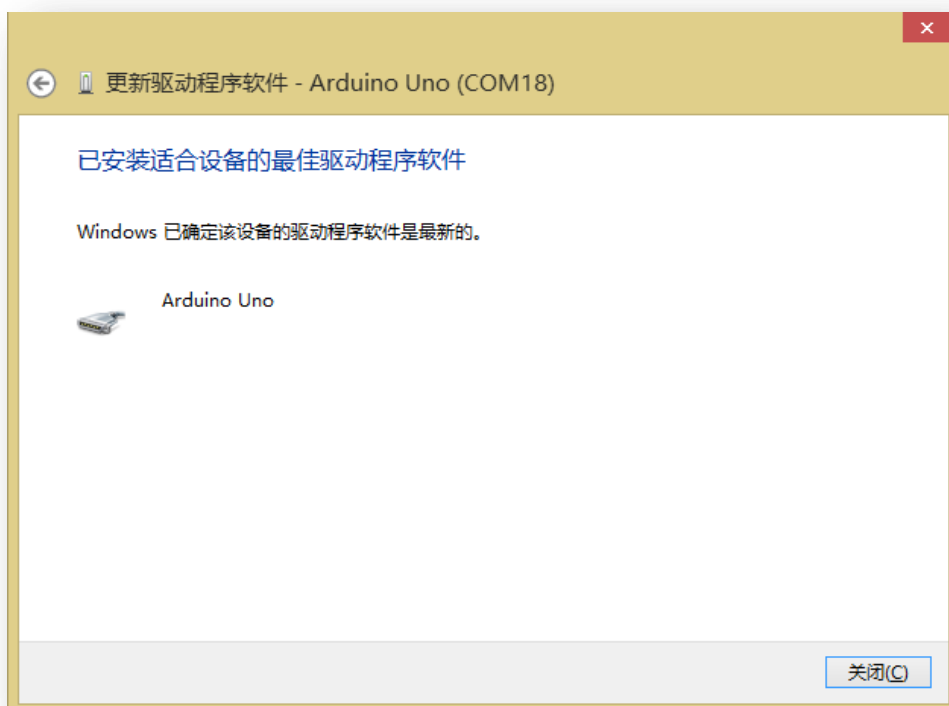 更新驱动程序软件 - Arduino Uno (COM18)
已安装适合设备的最佳驱动程序软件
Windows 已确定该设备的驱动程序软件是最新的。
Arduino Uno
关闭(C)